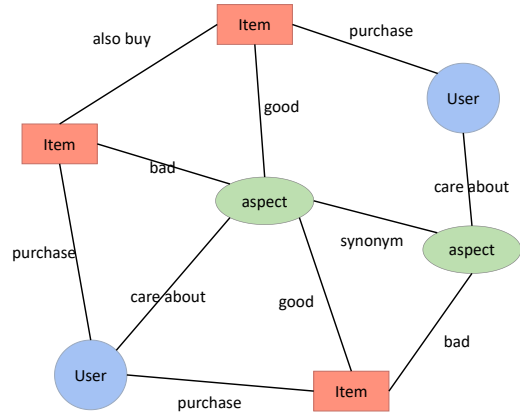 Item
purchase
also buy
User
good
Item
bad
care about
aspect
synonym
aspect
purchase
care about
good
bad
User
Item
purchase